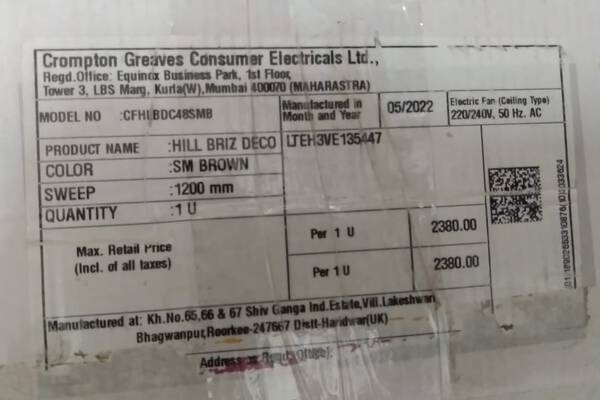 Crompton Greaves Consumer Electricals Ltd.,
Regd.Office: Equinox Business Park, 1st Floor,
Tower 3, LBS Marg, Kurla(W),Mumbai 400070 (MAHARASTRA)
MODEL NO :CFHLBDC48SMB
Manufactured in
Month and Year
05/2022
Electric Fan (Ceiling Type)
220/240V, 50 Hz. AC
PRODUCT NAME :HILL BRIZ DECO
LTEH3VE135447
COLOR :SM BROWN
SWEEP :1200 mm
QUANTITY :1 U
Max. Retail Price
(Incl. of all taxes)
Per 1 U 2380.00
Per 1 U 2380.00
Manufactured at: Kh.No.65,66 & 67 Shiv Ganga Ind.Estate,Vill.Lakeshwari
Bhagwanpur,Roorkee-247667 Distt-Hardwar(UK)
Address